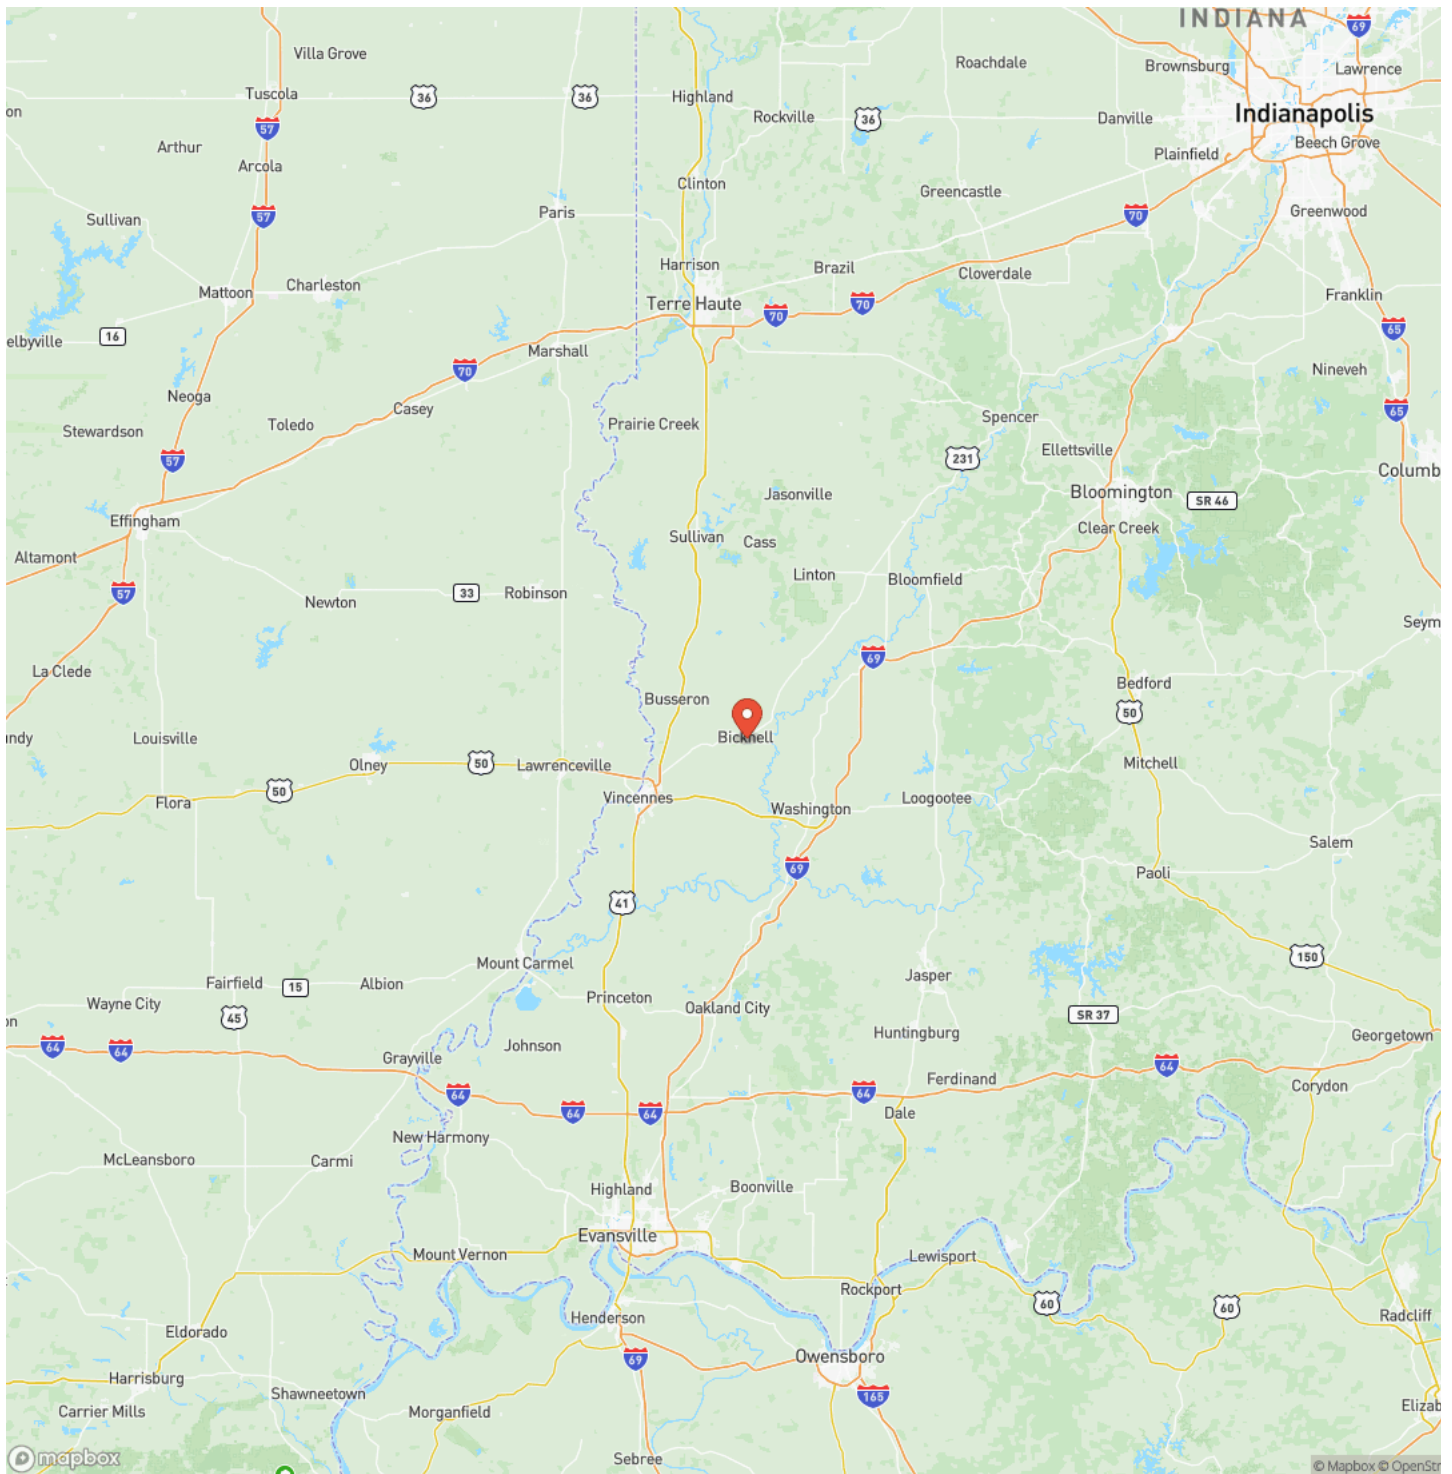 INDIANA
69
Villa Grove
Roachdale
Brownsburg
Lawrence
Tuscola
36
36
Highland
on
57
Rockville
36
Danville
Indianapolis
Arthur
Beech Grove
Arcola
Plainfield
Clinton
Greencastle
Sullivan
57
Paris
70
Greenwood
Harrison
Brazil
Cloverdale
Mattoon
Charleston
Terre Haute
70
70
Franklin
elbyville
16
65
Marshall
70
Nineveh
Neoga
Casey
65
Stewardson
Toledo
Prairie Creek
Spencer
57
231
Ellettsville
Columb
Jasonville
Bloomington
SR 46
Effingham
Clear Creek
Sullivan
Cass
Altamont
Linton
Bloomfield
57
Newton
33
Robinson
Seym
La Clede
69
Busseron
Bedford
50
ndy
Louisville
Bicknell
Olney
50
Lawrenceville
Mitchell
50
Flora
Vincennes
Washington
Loogootee
Salem
69
Paoli
41
150
Mount Carmel
Jasper
Fairfield
15
Albion
Wayne City
Princeton
Oakland City
45
SR 37
on
Huntingburg
Georgetown
64
64
Johnson
Grayville
64
Ferdinand
Corydon
64
64
64
64
Dale
New Harmony
McLeansboro
Carmi
Highland
Boonville
Evansville
Mount Vernon
Lewisport
Rockport
60
60
Henderson
Radcliff
Eldorado
69
Owensboro
Harrisburg
Shawneetown
165
Carrier Mills
Morganfield
Elizab
Sebree
mapbox
© Mapbox © OpenStr